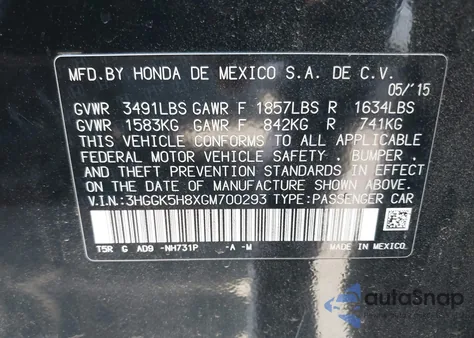 MFD.BY HONDA DE MEXICO S.A. DE C.V.
05/'15
GVWR 3491LBS GAWR F 1857LBS R 1634LBS
GVWR 1583KG GAWR F 842KG R 741KG
THIS VEHICLE CONFORMS TO ALL APPLICABLE
FEDERAL MOTOR VEHICLE SAFETY , BUMPER ,
AND THEFT PREVENTION STANDARDS IN EFFECT
ON THE DATE OF MANUFACTURE SHOWN ABOVE.
V.I.N.:3HGGK5H8XGM700293 TYPE:PASSENGER CAR
T5R G AD9 -NH731P -A -M
MADE IN MEXICO
autoSnap
www.autosnap